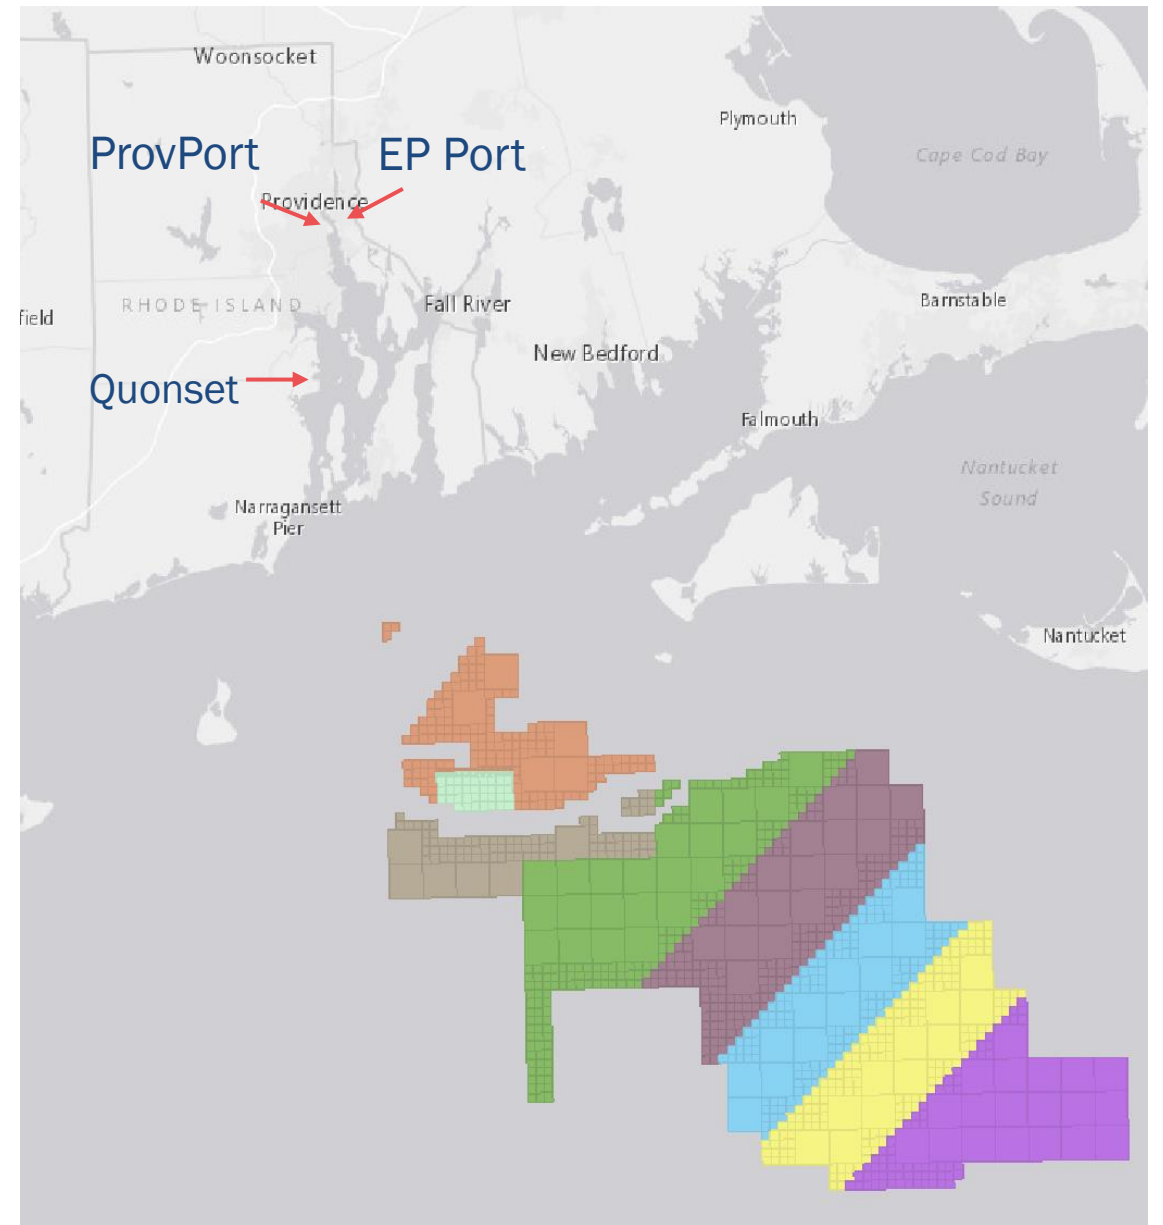 Woonsocket
Plymouth
ProvPort
EP Port
Cape Cod Bay
Providence
RHODE ISLAND
Fall River
Barnstable
field
New Bedford
Quonset
Falmouth
Nantucket
Sound
Narragansett
Pier
Nantucket